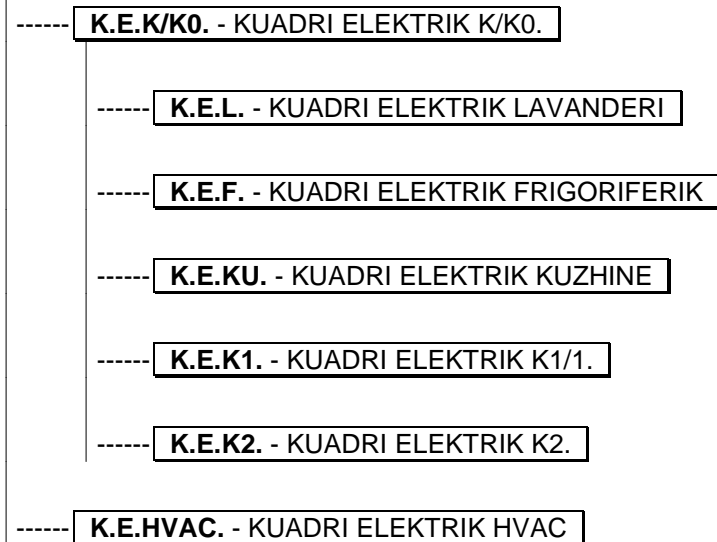 ------ K.E.K/K0. - KUADRI ELEKTRIK K/K0.
------ K.E.L. - KUADRI ELEKTRIK LAVANDERI
------ K.E.F. - KUADRI ELEKTRIK FRIGORIFERIK
------ K.E.KU. - KUADRI ELEKTRIK KUZHINE
------ K.E.K1. - KUADRI ELEKTRIK K1/1.
------ K.E.K2. - KUADRI ELEKTRIK K2.
------ K.E.HVAC. - KUADRI ELEKTRIK HVAC